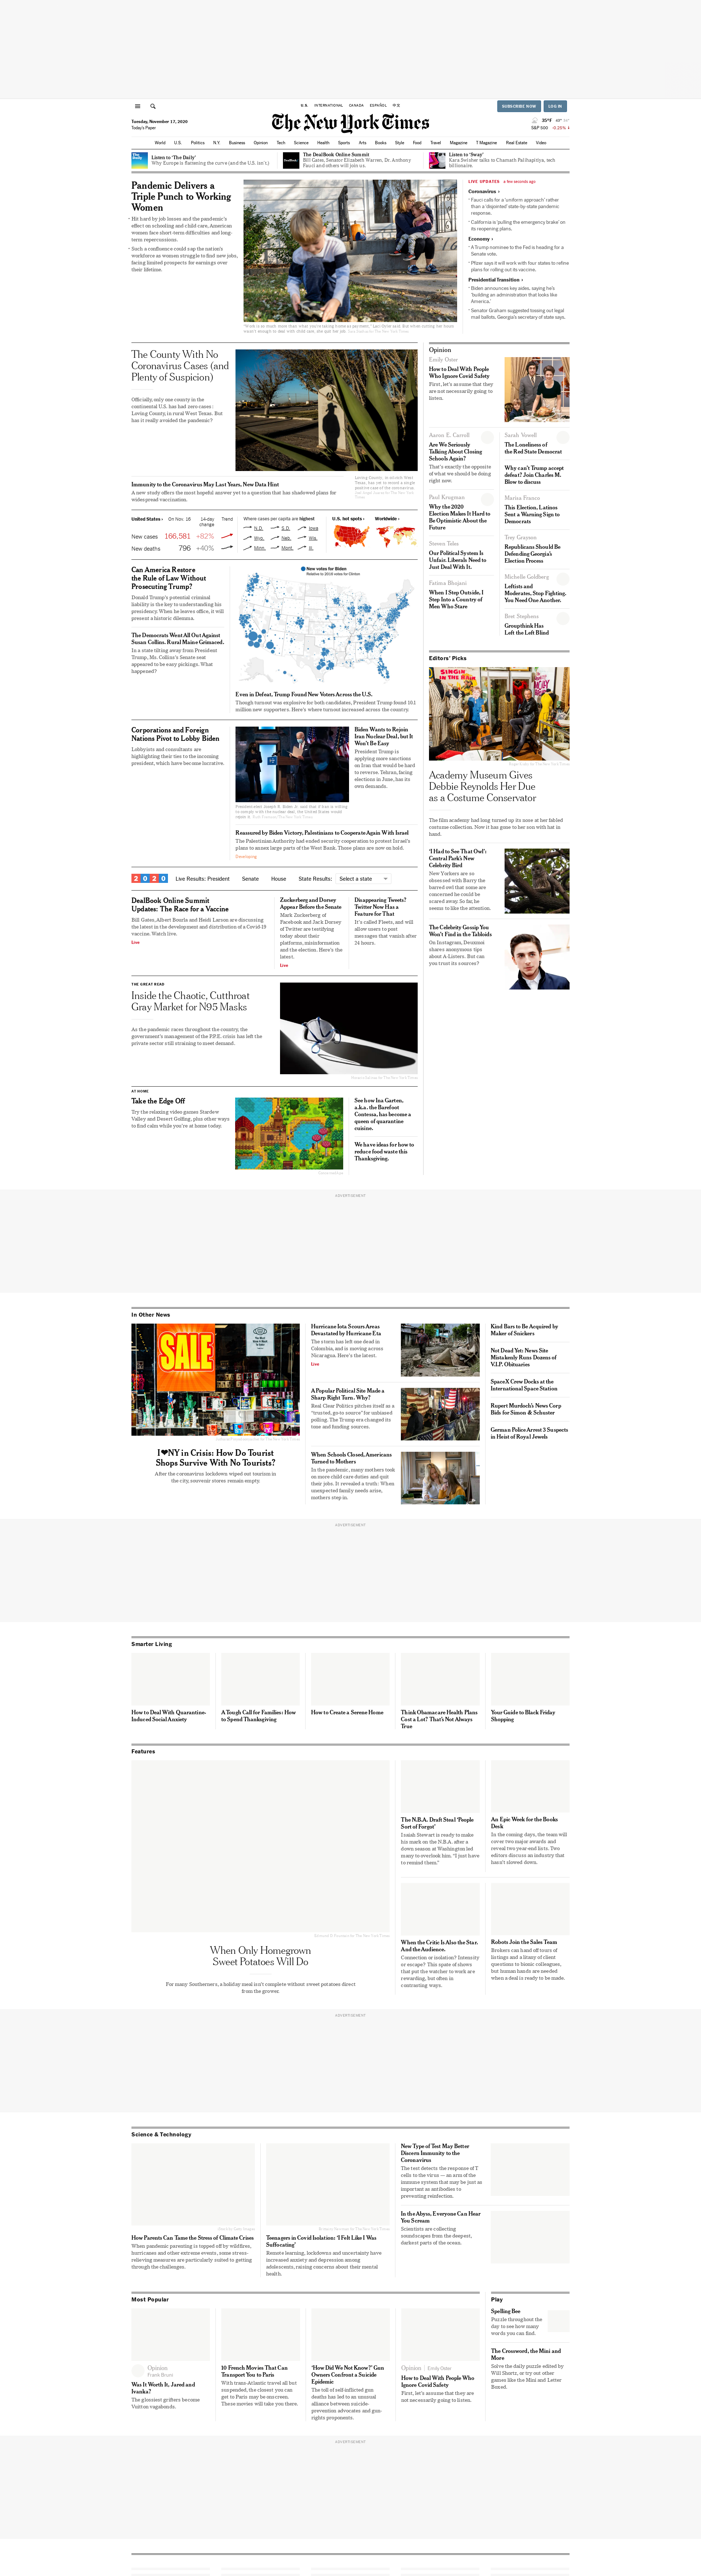 U.S.
INTERNATIONAL
CANADA
ESPAÑOL
中文
SUBSCRIBE NOW
LOG IN
Tuesday, November 17, 2020
Today's Paper
The New York Times
35°F
S&P 500 -0.25% ↓
World U.S. Politics N.Y. Business Opinion Tech Science Health Sports Arts Books Style Food Travel Magazine T Magazine Real Estate Video
Listen to 'The Daily'
Why Europe is flattening the curve (and the U.S. isn't.)
The DealBook Online Summit
Bill Gates, Senator Elizabeth Warren, Dr. Anthony
Fauci and others will join us.
Listen to 'Sway'
Kara Swisher talks to Chamath Palihapitiya, tech
billionaire.
Pandemic Delivers a
Triple Punch to Working
Women
Hit hard by job losses and the pandemic's
effect on schooling and child care, American
women face short-term difficulties and long-
term repercussions.
Such a confluence could sap the nation's
workforce as women struggle to find new jobs,
facing limited prospects for earnings over
their lifetime.
LIVE UPDATES a few seconds ago
Coronavirus ›
Fauci calls for a 'uniform approach' rather
than a 'disjointed' state-by-state pandemic
response.
California is 'pulling the emergency brake' on
its reopening plans.
Economy ›
A Trump nominee to the Fed is heading for a
Senate vote.
Pfizer says it will work with four states to refine
plans for rolling out its vaccine.
Presidential Transition ›
Biden announces key aides, saying he's
'building an administration that looks like
America.'
Senator Graham suggested tossing out legal
mail ballots, Georgia's secretary of state says.
The County With No
Coronavirus Cases (and
Plenty of Suspicion)
Officially, only one county in the
continental U.S. has had zero cases:
Loving County, in rural West Texas. But
has it really avoided the pandemic?
Immunity to the Coronavirus May Last Years, New Data Hint
A new study offers the most hopeful answer yet to a question that has shadowed plans for
widespread vaccination.
United States › On Nov. 16 14-day
change Trend
New cases 166,581 +82%
New deaths 796 +40%
Where cases per capita are highest
N.D. S.D. Iowa
Wyo. Neb. Wis.
Minn. Mont. Ill.
U.S. hot spots ›
Worldwide ›
Can America Restore
the Rule of Law Without
Prosecuting Trump?
Donald Trump's potential criminal
liability is the key to understanding his
presidency. When he leaves office, it will
present a historic dilemma.
The Democrats Went All Out Against
Susan Collins. Rural Maine Grimaced.
In a state tilting away from President
Trump, Ms. Collins's Senate seat
appeared to be easy pickings. What
happened?
New votes for Biden
Relative to 2016 votes for Clinton
Even in Defeat, Trump Found New Voters Across the U.S.
Though turnout was explosive for both candidates, President Trump found 10.1
million new supporters. Here's where turnout increased across the country.
Corporations and Foreign
Nations Pivot to Lobby Biden
Lobbyists and consultants are
highlighting their ties to the incoming
president, which have become lucrative.
Biden Wants to Rejoin
Iran Nuclear Deal, but It
Won't Be Easy
President Trump is
applying more sanctions
on Iran that would be hard
to reverse. Tehran, facing
elections in June, has its
own demands.
Reassured by Biden Victory, Palestinians to Cooperate Again With Israel
The Palestinian Authority had ended security cooperation to protest Israel's
plans to annex large parts of the West Bank. Those plans are now on hold.
Developing
2020
Live Results: President Senate House State Results: Select a state
DealBook Online Summit
Updates: The Race for a Vaccine
Bill Gates, Albert Bourla and Heidi Larson are discussing
the latest in the development and distribution of a Covid-19
vaccine. Watch live.
Live
Zuckerberg and Dorsey
Appear Before the Senate
Mark Zuckerberg of
Facebook and Jack Dorsey
of Twitter are testifying
today about their
platforms, misinformation
and the election. Here's the
latest.
Live
Disappearing Tweets?
Twitter Now Has a
Feature for That
It's called Fleets, and will
allow users to post
messages that vanish after
24 hours.
THE GREAT READ
Inside the Chaotic, Cutthroat
Gray Market for N95 Masks
As the pandemic races throughout the country, the
government's management of the P.P.E. crisis has left the
private sector still straining to meet demand.
AT HOME
Take the Edge Off
Try the relaxing video games Stardew
Valley and Desert Golfing, plus other ways
to find calm while you're at home today.
See how Ina Garten,
a.k.a. the Barefoot
Contessa, has become a
queen of quarantine
cuisine.
We have ideas for how to
reduce food waste this
Thanksgiving.
Opinion
Emily Oster
How to Deal With People
Who Ignore Covid Safety
First, let's assume that they
are not necessarily going to
listen.
Aaron E. Carroll
Are We Seriously
Talking About Closing
Schools Again?
That's exactly the opposite
of what we should be doing
right now.
Paul Krugman
Why the 2020
Election Makes It Hard to
Be Optimistic About the
Future
Steven Teles
Our Political System Is
Unfair. Liberals Need to
Just Deal With It.
Fariha Bhojani
When I Step Outside, I
Step Into a Country of
Men Who Stare
Sarah Vowell
The Loneliness of
the Red State Democrat
Why can't Trump accept
defeat? Join Charles M.
Blow to discuss
Marina Franco
This Election, Latinos
Sent a Warning Sign to
Democrats
Trey Grayson
Republicans Should Be
Defending Georgia's
Election Process
Michelle Goldberg
Leftists and
Moderates, Stop Fighting.
You Need One Another.
Bret Stephens
Groupthink Has
Left the Left Blind
Editors' Picks
Academy Museum Gives
Debbie Reynolds Her Due
as a Costume Conservator
The film academy had long turned up its nose at her fabled
costume collection. Now it has gone to her son with hat in
hand.
'I Had to See That Owl':
Central Park's New
Celebrity Bird
New Yorkers are so
obsessed with Barry the
barred owl that some are
concerned he could be
scared away. So far, he
seems to like the attention.
The Celebrity Gossip You
Won't Find in the Tabloids
On Instagram, Deuxmoi
shares anonymous tips
about A-Listers. But can
you trust its sources?
ADVERTISEMENT
In Other News
SALE
I❤NY in Crisis: How Do Tourist
Shops Survive With No Tourists?
After the coronavirus lockdown wiped out tourism in
the city, souvenir stores remain empty.
Hurricane Iota Scours Areas
Devastated by Hurricane Eta
The storm has left one dead in
Colombia, and is moving across
Nicaragua. Here's the latest.
Live
A Popular Political Site Made a
Sharp Right Turn. Why?
Real Clear Politics pitches itself as a
"trusted, go-to source" for unbiased
polling. The Trump era changed its
tone and funding sources.
When Schools Closed, Americans
Turned to Mothers
In the pandemic, many mothers took
on more child care duties and quit
their jobs. It revealed a truth: When
unexpected family needs arise,
mothers step in.
Kind Bars to Be Acquired by
Maker of Snickers
Not Dead Yet: News Site
Mistakenly Runs Dozens of
V.I.P. Obituaries
SpaceX Crew Docks at the
International Space Station
Rupert Murdoch's News Corp
Bids for Simon & Schuster
German Police Arrest 3 Suspects
in Heist of Royal Jewels
ADVERTISEMENT
Smarter Living
How to Deal With Quarantine-
Induced Social Anxiety
A Tough Call for Families: How
to Spend Thanksgiving
How to Create a Serene Home
Think Obamacare Health Plans
Cost a Lot? That's Not Always
True
Your Guide to Black Friday
Shopping
Features
When Only Homegrown
Sweet Potatoes Will Do
For many Southerners, a holiday meal isn't complete without sweet potatoes direct
from the grower.
The N.B.A. Draft Steal 'People
Sort of Forgot'
Isaiah Stewart is ready to make
his mark on the N.B.A. after a
down season at Washington led
many to overlook him. "I just have
to remind them."
An Epic Week for the Books
Desk
In the coming days, the team will
cover two major awards and
reveal two year-end lists. Two
editors discuss an industry that
hasn't slowed down.
When the Critic Is Also the Star.
And the Audience.
Connection or isolation? Intensity
or escape? This spate of shows
that put the watcher to work are
rewarding, but often in
contrasting ways.
Robots Join the Sales Team
Brokers can hand off tours of
listings and a litany of client
questions to bionic colleagues,
but human hands are needed
when a deal is ready to be made.
ADVERTISEMENT
Science & Technology
How Parents Can Tame the Stress of Climate Crises
When pandemic parenting is topped off by wildfires,
hurricanes and other extreme events, some stress-
relieving measures are particularly suited to getting
through the challenges.
Teenagers in Covid Isolation: 'I Felt Like I Was
Suffocating'
Remote learning, lockdowns and uncertainty have
increased anxiety and depression among
adolescents, raising concerns about their mental
health.
New Type of Test May Better
Discern Immunity to the
Coronavirus
The test detects the response of T
cells to the virus — an arm of the
immune system that may be just as
important as antibodies to
preventing reinfection.
In the Abyss, Everyone Can Hear
You Scream
Scientists are collecting
soundscapes from the deepest,
darkest parts of the ocean.
Most Popular
Opinion
Frank Bruni
Was It Worth It, Jared and
Ivanka?
The glossiest grifters become
Vuitton vagabonds.
10 French Movies That Can
Transport You to Paris
With trans-Atlantic travel all but
suspended, the closest you can
get to Paris may be onscreen.
These movies will take you there.
'How Did We Not Know?' Gun
Owners Confront a Suicide
Epidemic
The toll of self-inflicted gun
deaths has led to an unusual
alliance between suicide-
prevention advocates and gun-
rights proponents.
Opinion Emily Oster
How to Deal With People Who
Ignore Covid Safety
First, let's assume that they are
not necessarily going to listen.
Play
Spelling Bee
Puzzle throughout the
day to see how many
words you can find.
The Crossword, the Mini and
More
Solve the daily puzzle edited by
Will Shortz, or try out other
games like the Mini and Letter
Boxed.
ADVERTISEMENT